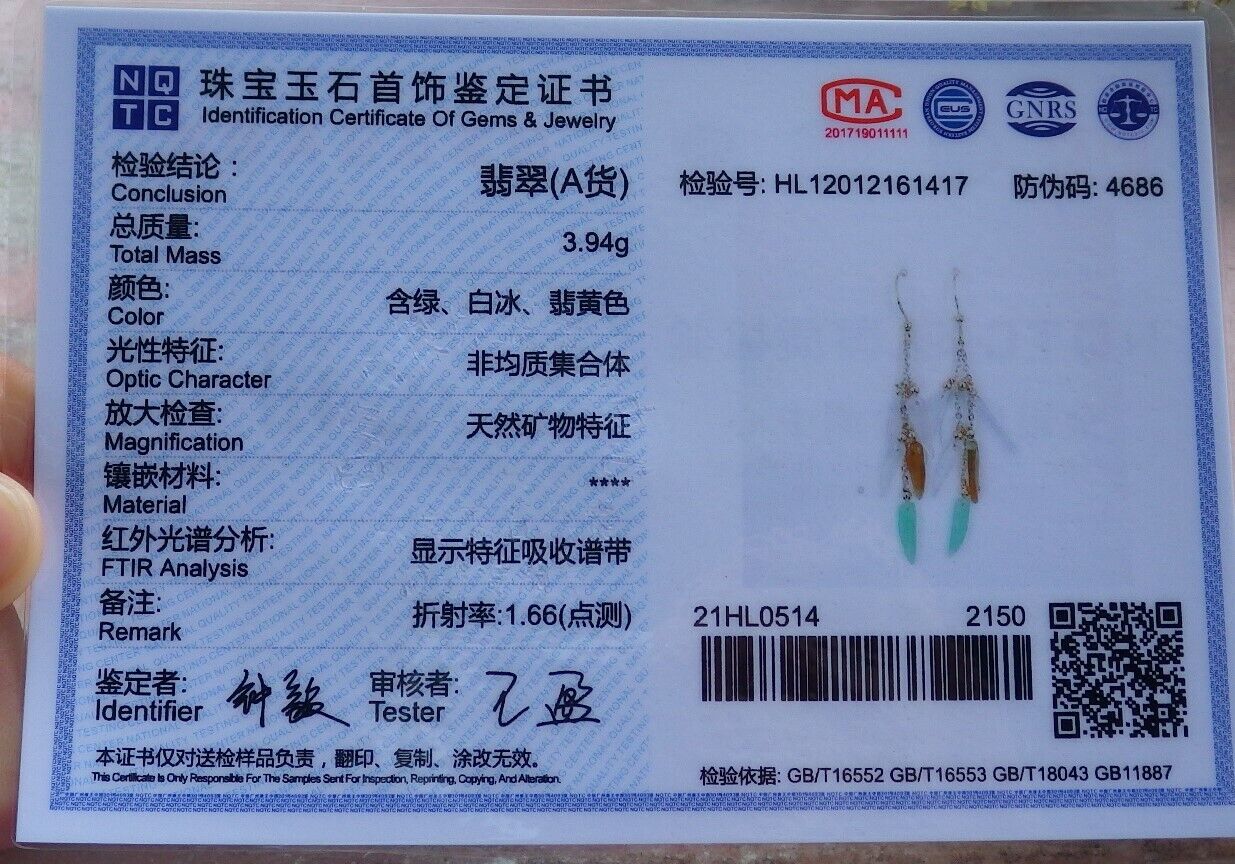 NQ
TC
珠宝玉石首饰鉴定证书
Identification Certificate Of Gems & Jewelry
检验结论：
Conclusion
翡翠(A货)
总质量:
Total Mass
3.94g
颜色:
Color
含绿、白冰、翡黄色
光性特征:
Optic Character
非均质集合体
放大检查:
Magnification
天然矿物特征
镶嵌材料:
Material
****
红外光谱分析:
FTIR Analysis
显示特征吸收谱带
备注:
Remark
折射率:1.66(点测)
鉴定者:
Identifier
审核者:
Tester
本证书仅对送检样品负责，翻印、复制、涂改无效。
This Certificate Is Only Responsible For The Samples Sent For Inspection, Reprinting, Copying, And Alteration.
MA
201719011111
EUS
GNRS
检验号: HL12012161417 防伪码: 4686
21HL0514 2150
检验依据: GB/T16552 GB/T16553 GB/T18043 GB11887